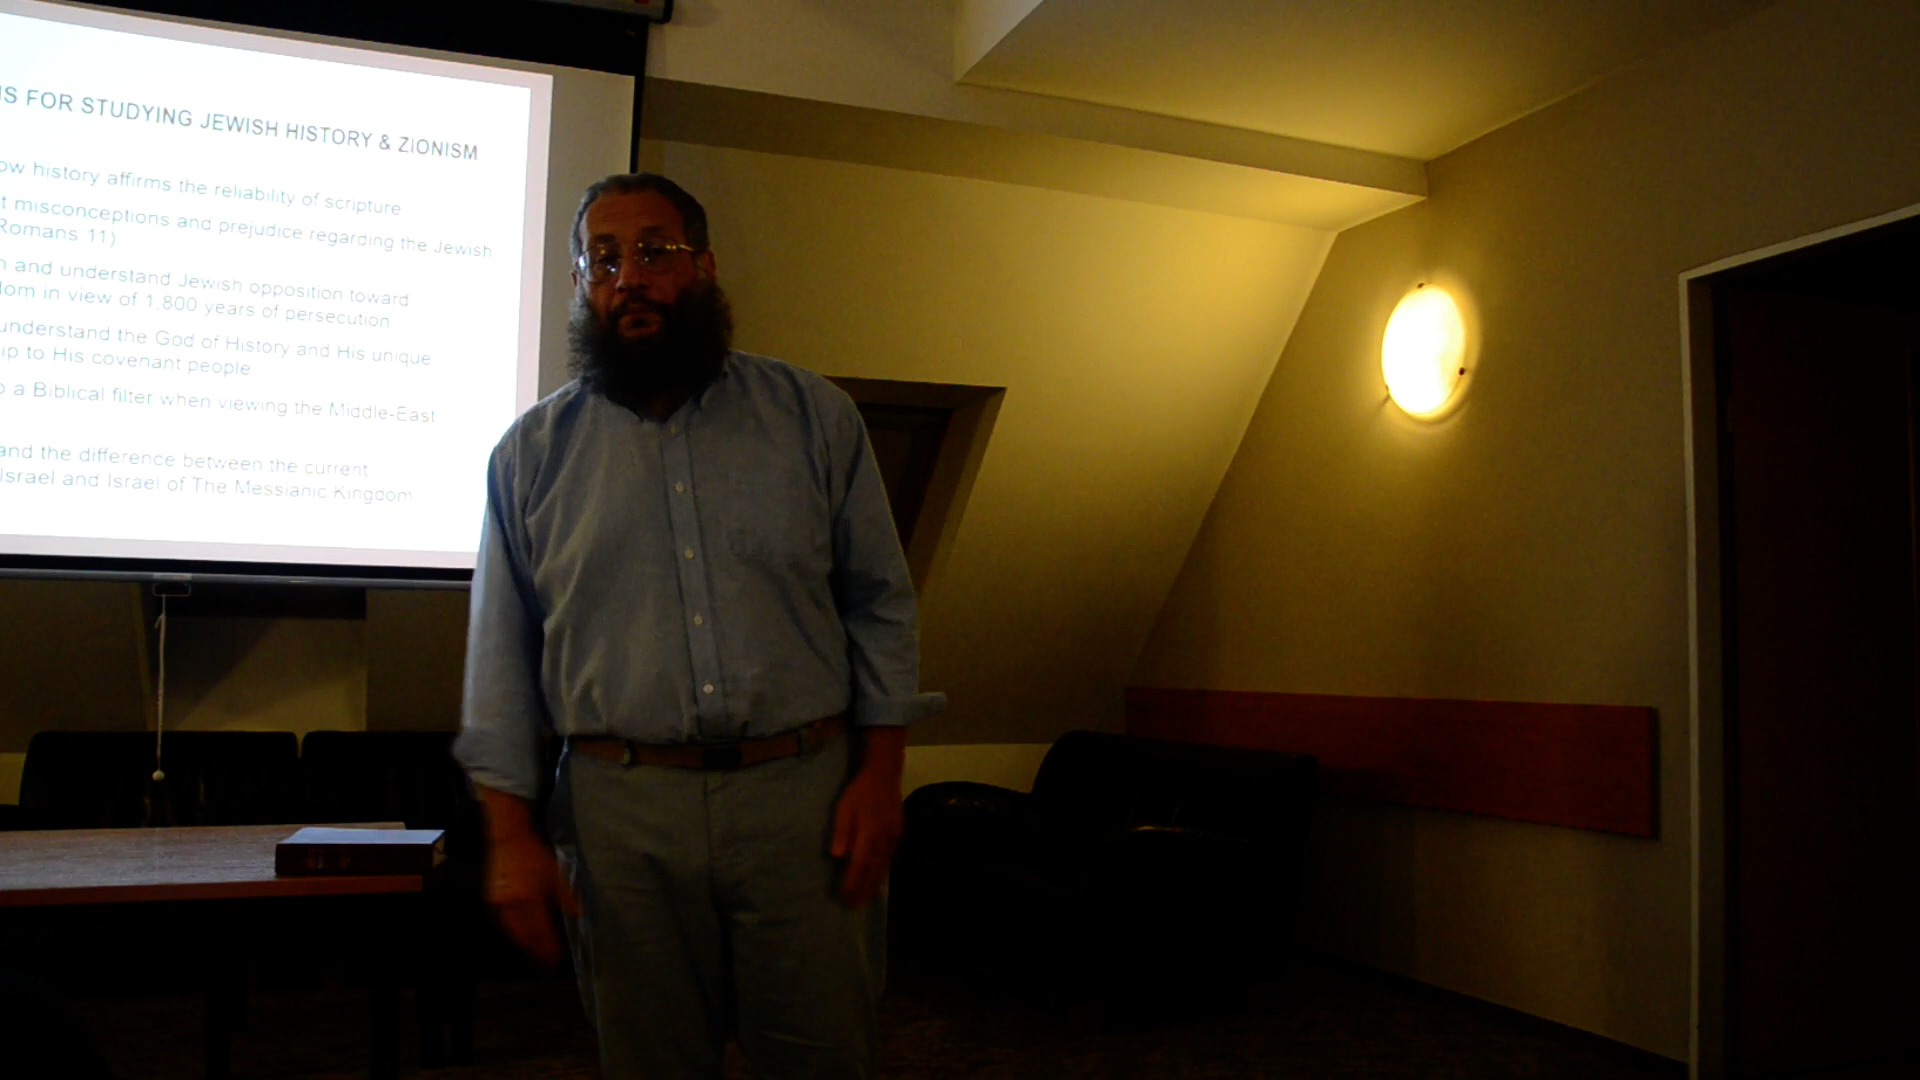 S FOR STUDYING JEWISH HISTORY & ZIONISM
ow history affirms the reliability of scripture
t misconceptions and prejudice regarding the Jewish
Romans 11)
n and understand Jewish opposition toward
dom in view of 1,800 years of persecution
understand the God of History and His unique
ip to His covenant people
p a Biblical filter when viewing the Middle-East
and the difference between the current
Israel and Israel of The Messianic Kingdom